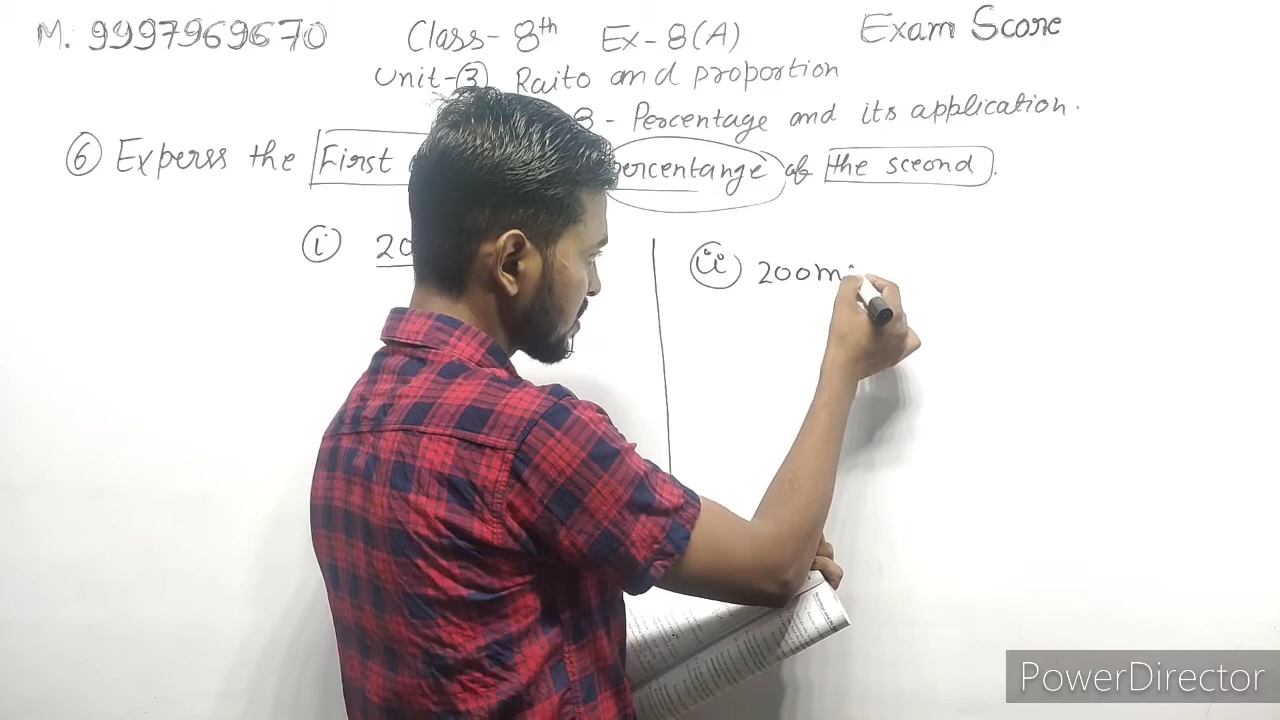 M. 9997969670 Class- 8th Ex- 8(A) Exam Score
Unit-③ Raito and proportion
8 - Percentage and its application.
⑥ Experss the First percentange of the second.
ⓘ 20
ⓘⓘ 200m
PowerDirector